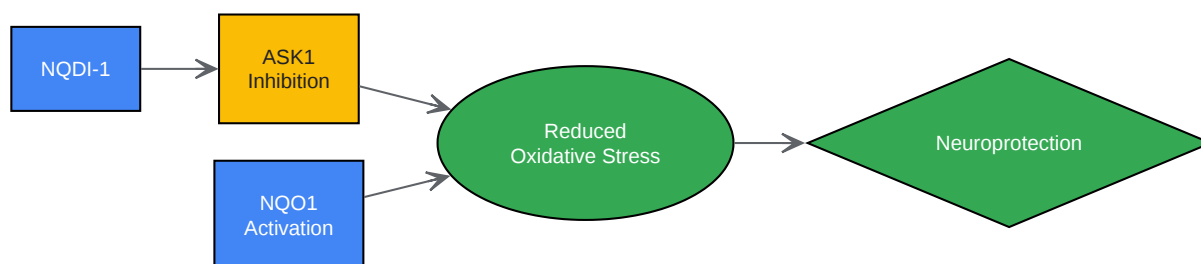 NQDI-1
ASK1
Inhibition
NQO1
Activation
Reduced
Oxidative Stress
Neuroprotection